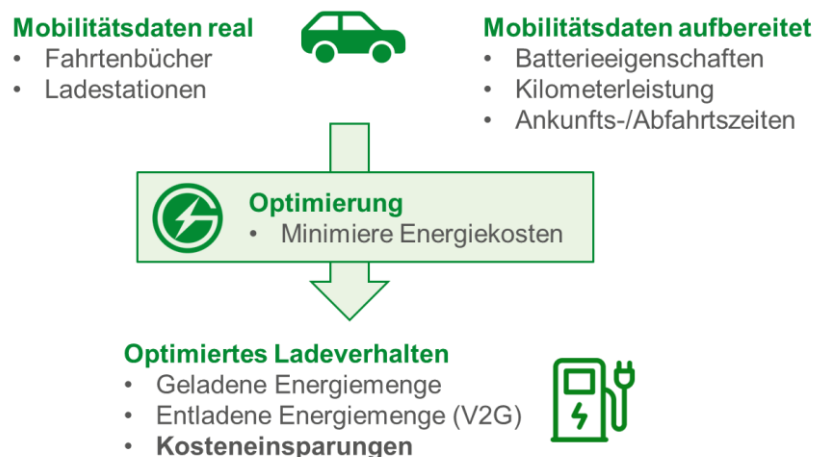 Mobilitätsdaten real
• Fahrtenbücher
• Ladestationen
Mobilitätsdaten aufbereitet
• Batterieeigenschaften
• Kilometerleistung
• Ankunfts-/Abfahrtszeiten
Optimierung
• Minimiere Energiekosten
Optimiertes Ladeverhalten
• Geladene Energiemenge
• Entladene Energiemenge (V2G)
• Kosteneinsparungen